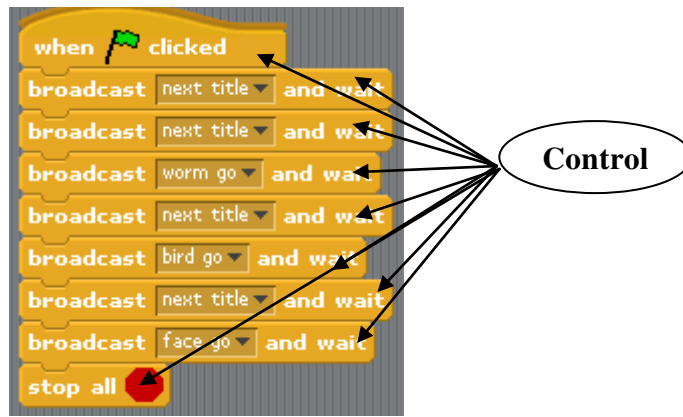 when clicked
broadcast next title and wait
broadcast next title and wait
broadcast worm go and wait
broadcast next title and wait
broadcast bird go and wait
broadcast next title and wait
broadcast face go and wait
stop all
Control